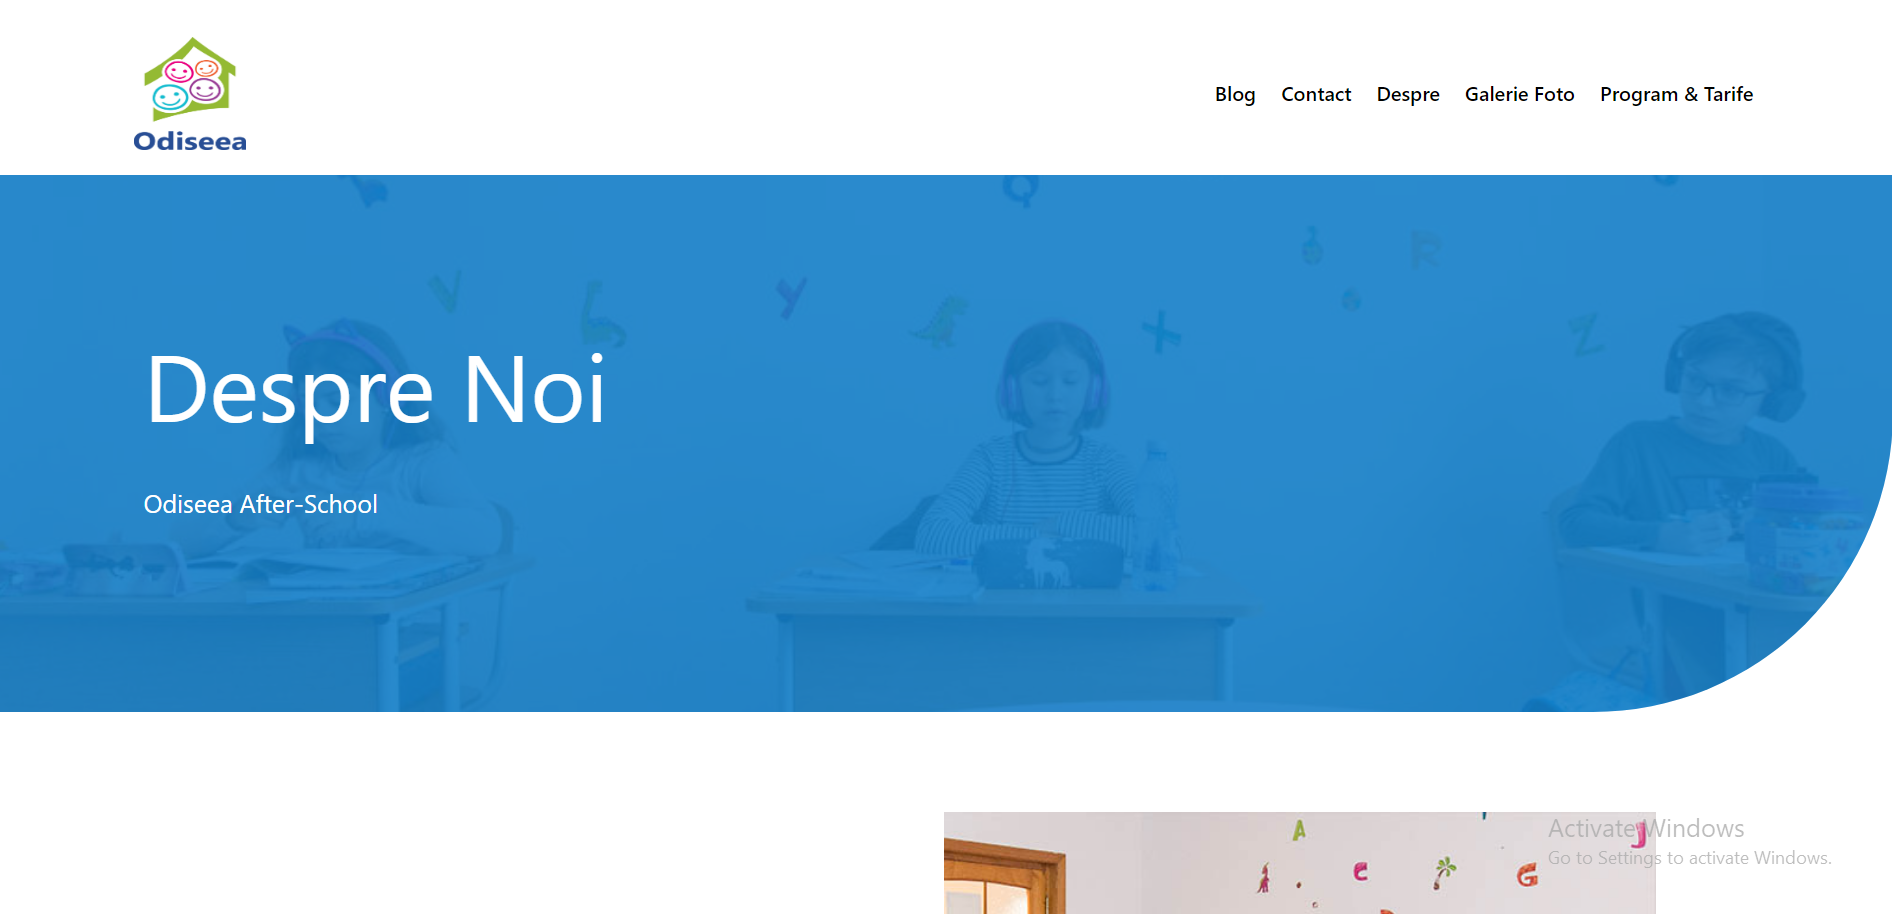 Odiseea
Blog Contact Despre Galerie Foto Program & Tarife
Q
R
V
Y
X
Z
Despre Noi
Odiseea After-School
Activate Windows
Go to Settings to activate Windows.
A
J
C
G